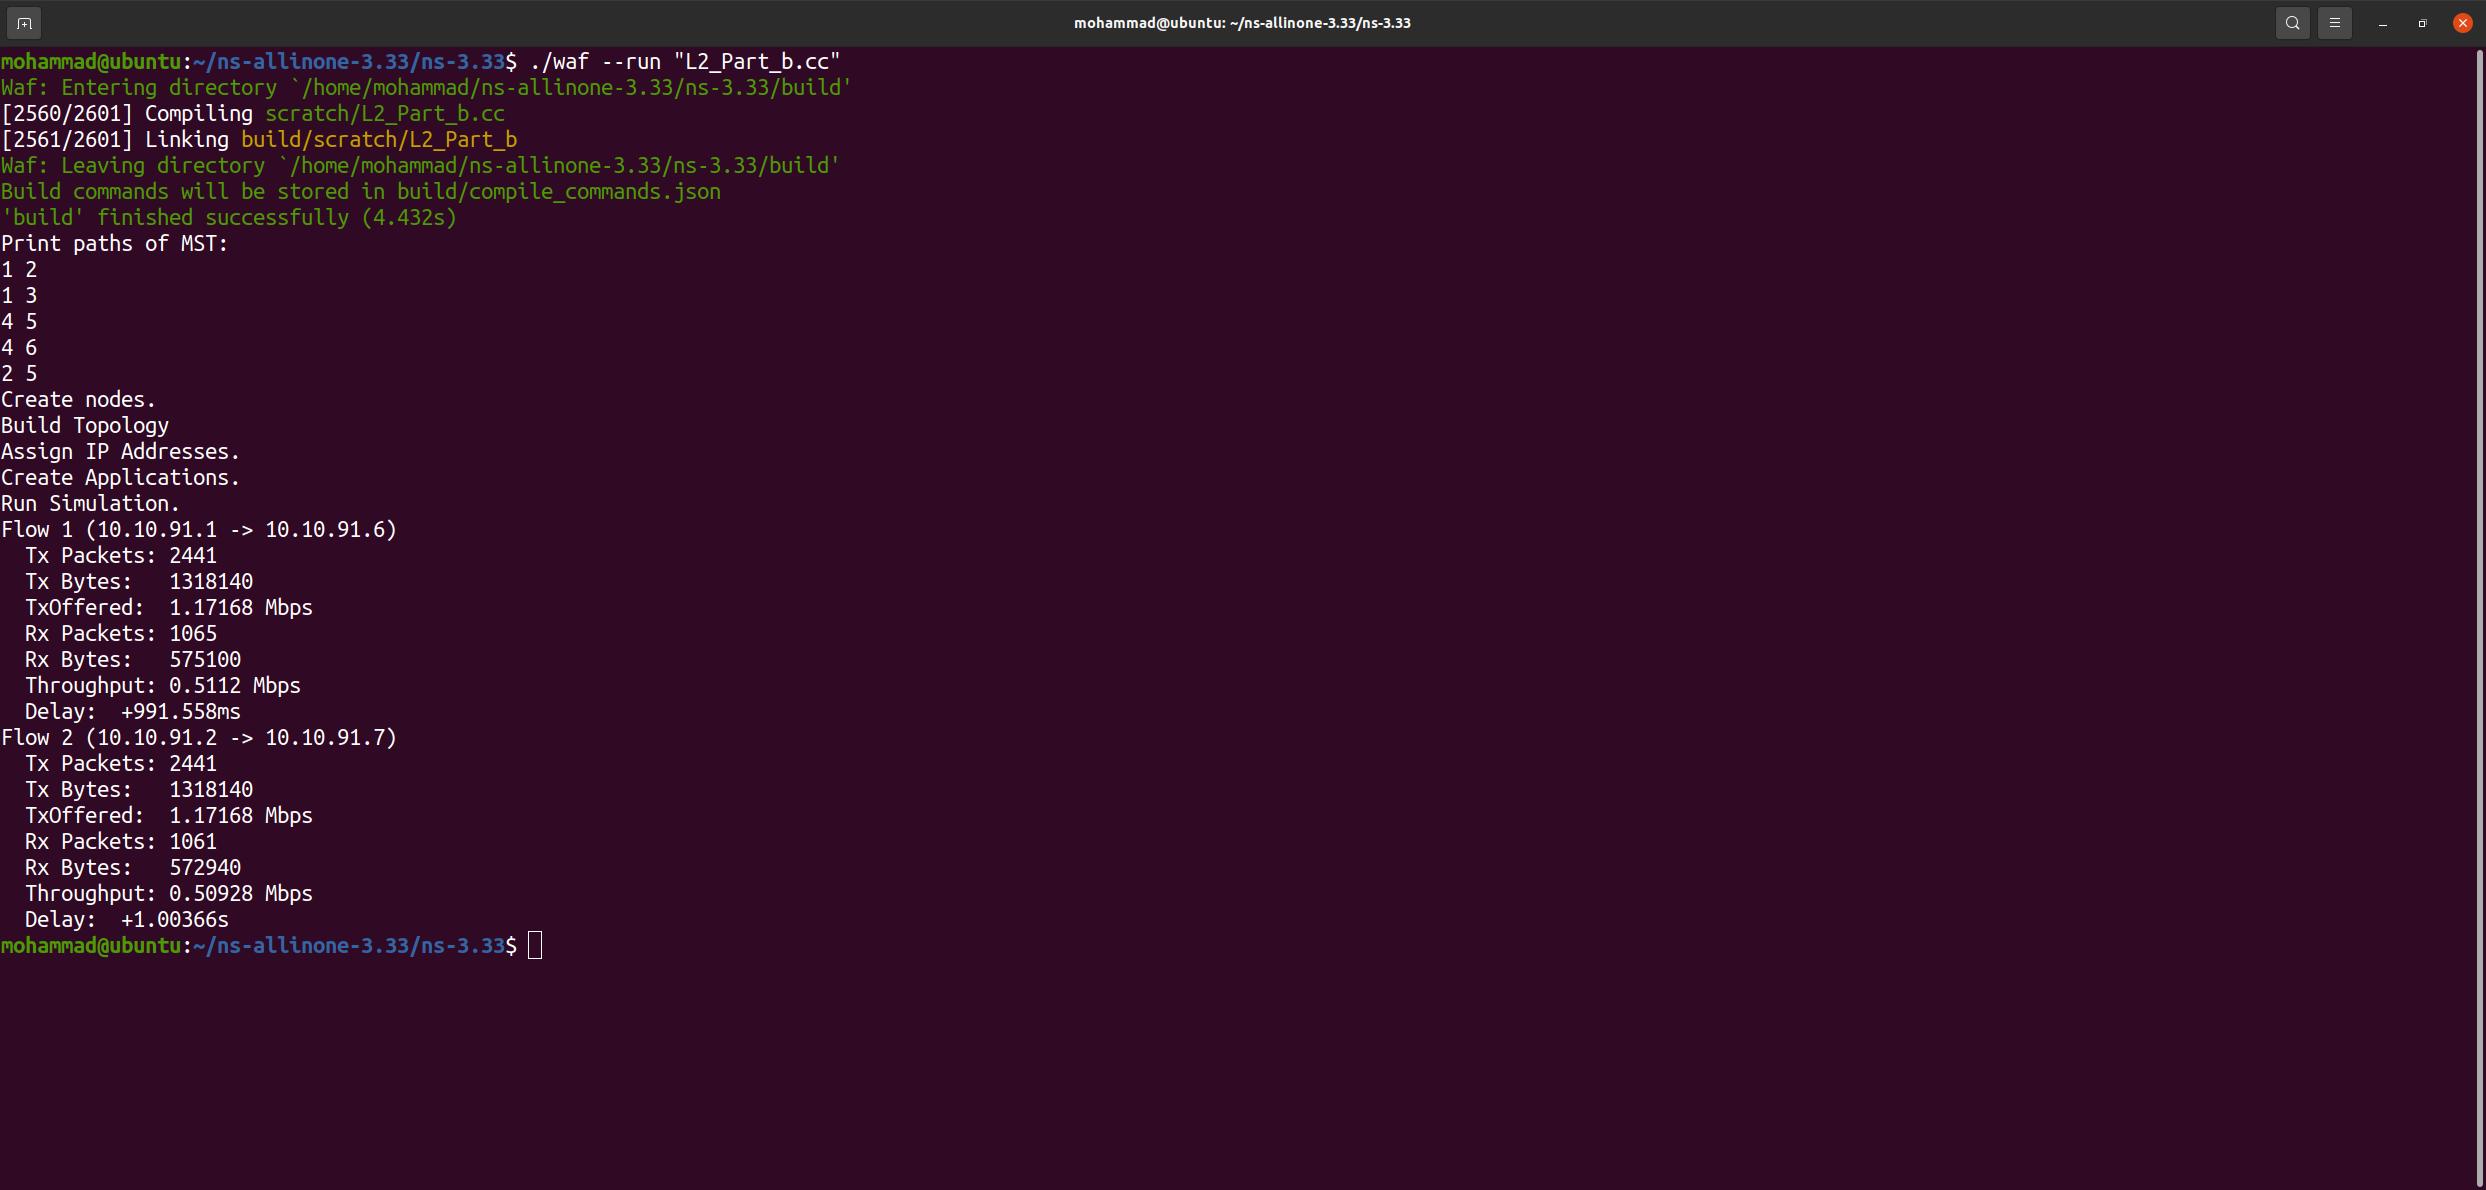 mohammad@ubuntu: ~/ns-allinone-3.33/ns-3.33
mohammad@ubuntu:~/ns-allinone-3.33/ns-3.33$ ./waf --run "L2_Part_b.cc"
Waf: Entering directory `/home/mohammad/ns-allinone-3.33/ns-3.33/build'
[2560/2601] Compiling scratch/L2_Part_b.cc
[2561/2601] Linking build/scratch/L2_Part_b
Waf: Leaving directory `/home/mohammad/ns-allinone-3.33/ns-3.33/build'
Build commands will be stored in build/compile_commands.json
'build' finished successfully (4.432s)
Print paths of MST:
1 2
1 3
4 5
4 6
2 5
Create nodes.
Build Topology
Assign IP Addresses.
Create Applications.
Run Simulation.
Flow 1 (10.10.91.1 -> 10.10.91.6)
  Tx Packets: 2441
  Tx Bytes:   1318140
  TxOffered:  1.17168 Mbps
  Rx Packets: 1065
  Rx Bytes:   575100
  Throughput: 0.5112 Mbps
  Delay:  +991.558ms
Flow 2 (10.10.91.2 -> 10.10.91.7)
  Tx Packets: 2441
  Tx Bytes:   1318140
  TxOffered:  1.17168 Mbps
  Rx Packets: 1061
  Rx Bytes:   572940
  Throughput: 0.50928 Mbps
  Delay:  +1.00366s
mohammad@ubuntu:~/ns-allinone-3.33/ns-3.33$